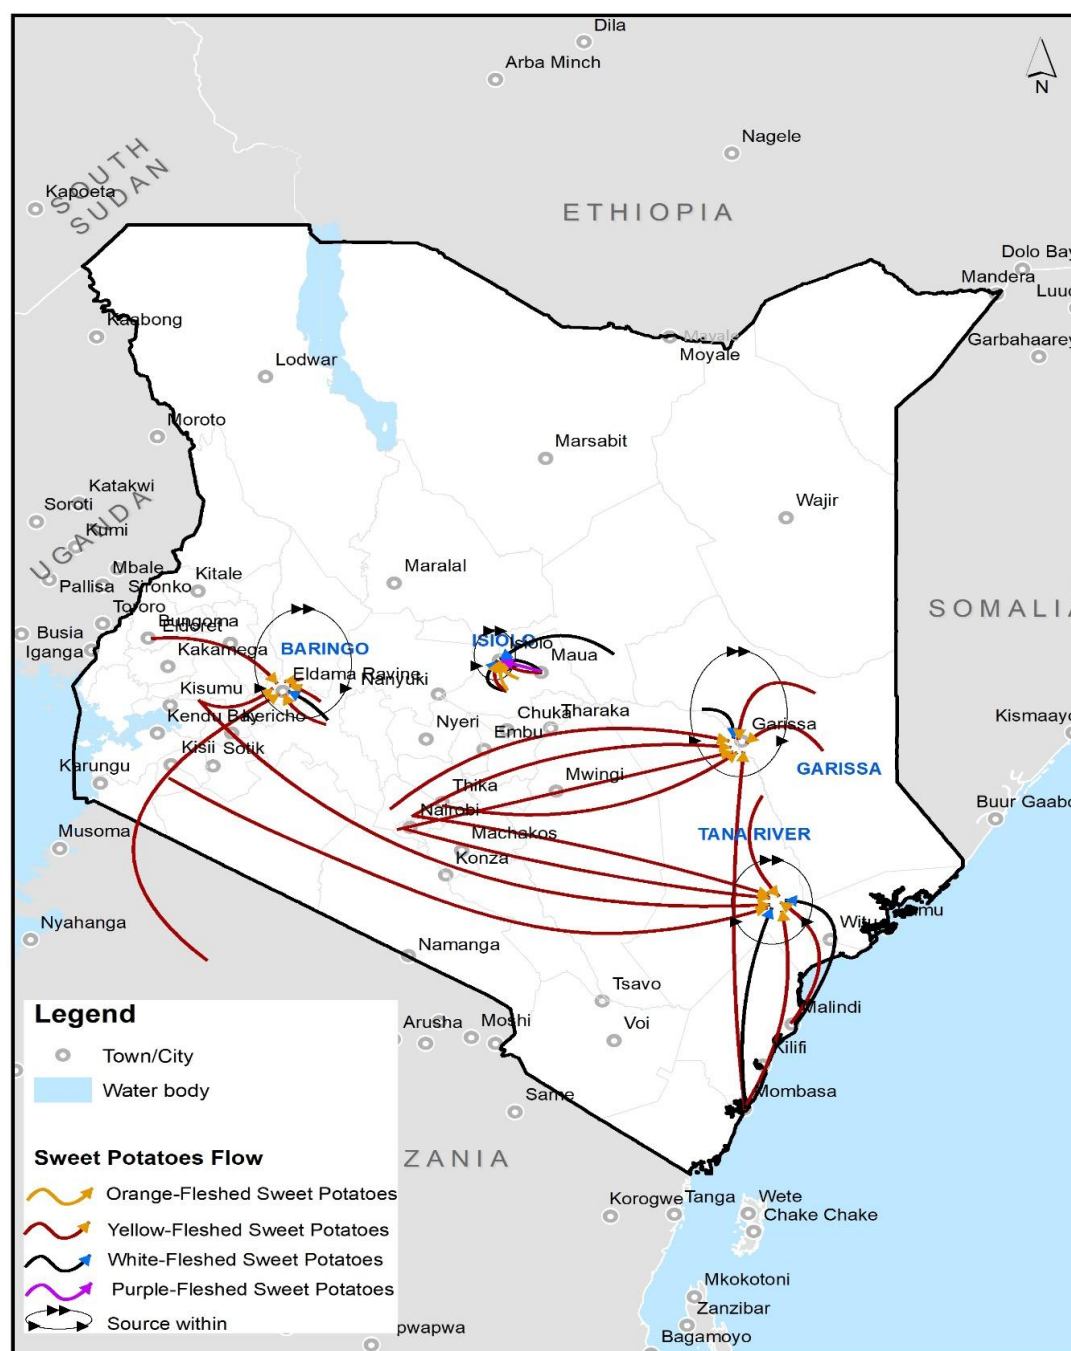 Dila
Arba Minch
N
Nagele
SOUTH
SUDAN
Kapoeta
ETHIOPIA
Dolo Bay
Mandera
Luuq
Kaabong
Moyale
Garbahaarey
Lodwar
Moroto
Marsabit
Katakwi
Soroti
Wajir
UGANDA
Kumi
Mbale
Kitale
Maralal
Pallisa
Sironko
Tororo
SOMALIA
Bungoma
Eldoret
Busia
Iganga
ISIOLO
Isiolo
BARINGO
Kakamega
Maua
Eldama Ravine
Nanyuki
Kisumu
Kendu Bay
Kericho
Chuka
Tharaka
Nyeri
Embu
Garissa
Kismaayo
Kisii
Sotik
Karungu
Mwingi
GARISSA
Thika
Nairobi
Buur Gaabo
Musoma
Machakos
TANA RIVER
Konza
Nyahanga
Witu
Lamu
Namanga
Tsavo
Malindi
Legend
Arusha
Moshi
Voi
Town/City
Kilifi
Water body
Mombasa
Same
Sweet Potatoes Flow
ZANIA
Orange-Fleshed Sweet Potatoes
Korogwe
Tanga
Wete
Yellow-Fleshed Sweet Potatoes
Chake Chake
White-Fleshed Sweet Potatoes
Purple-Fleshed Sweet Potatoes
Mkokotoni
Source within
Zanzibar
pwapwa
Bagamoyo